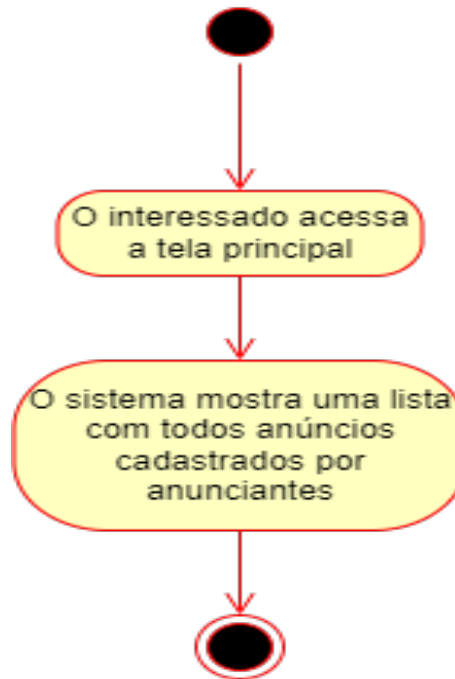 O interessado acessa
a tela principal
O sistema mostra uma lista
com todos anúncios
cadastrados por
anunciantes